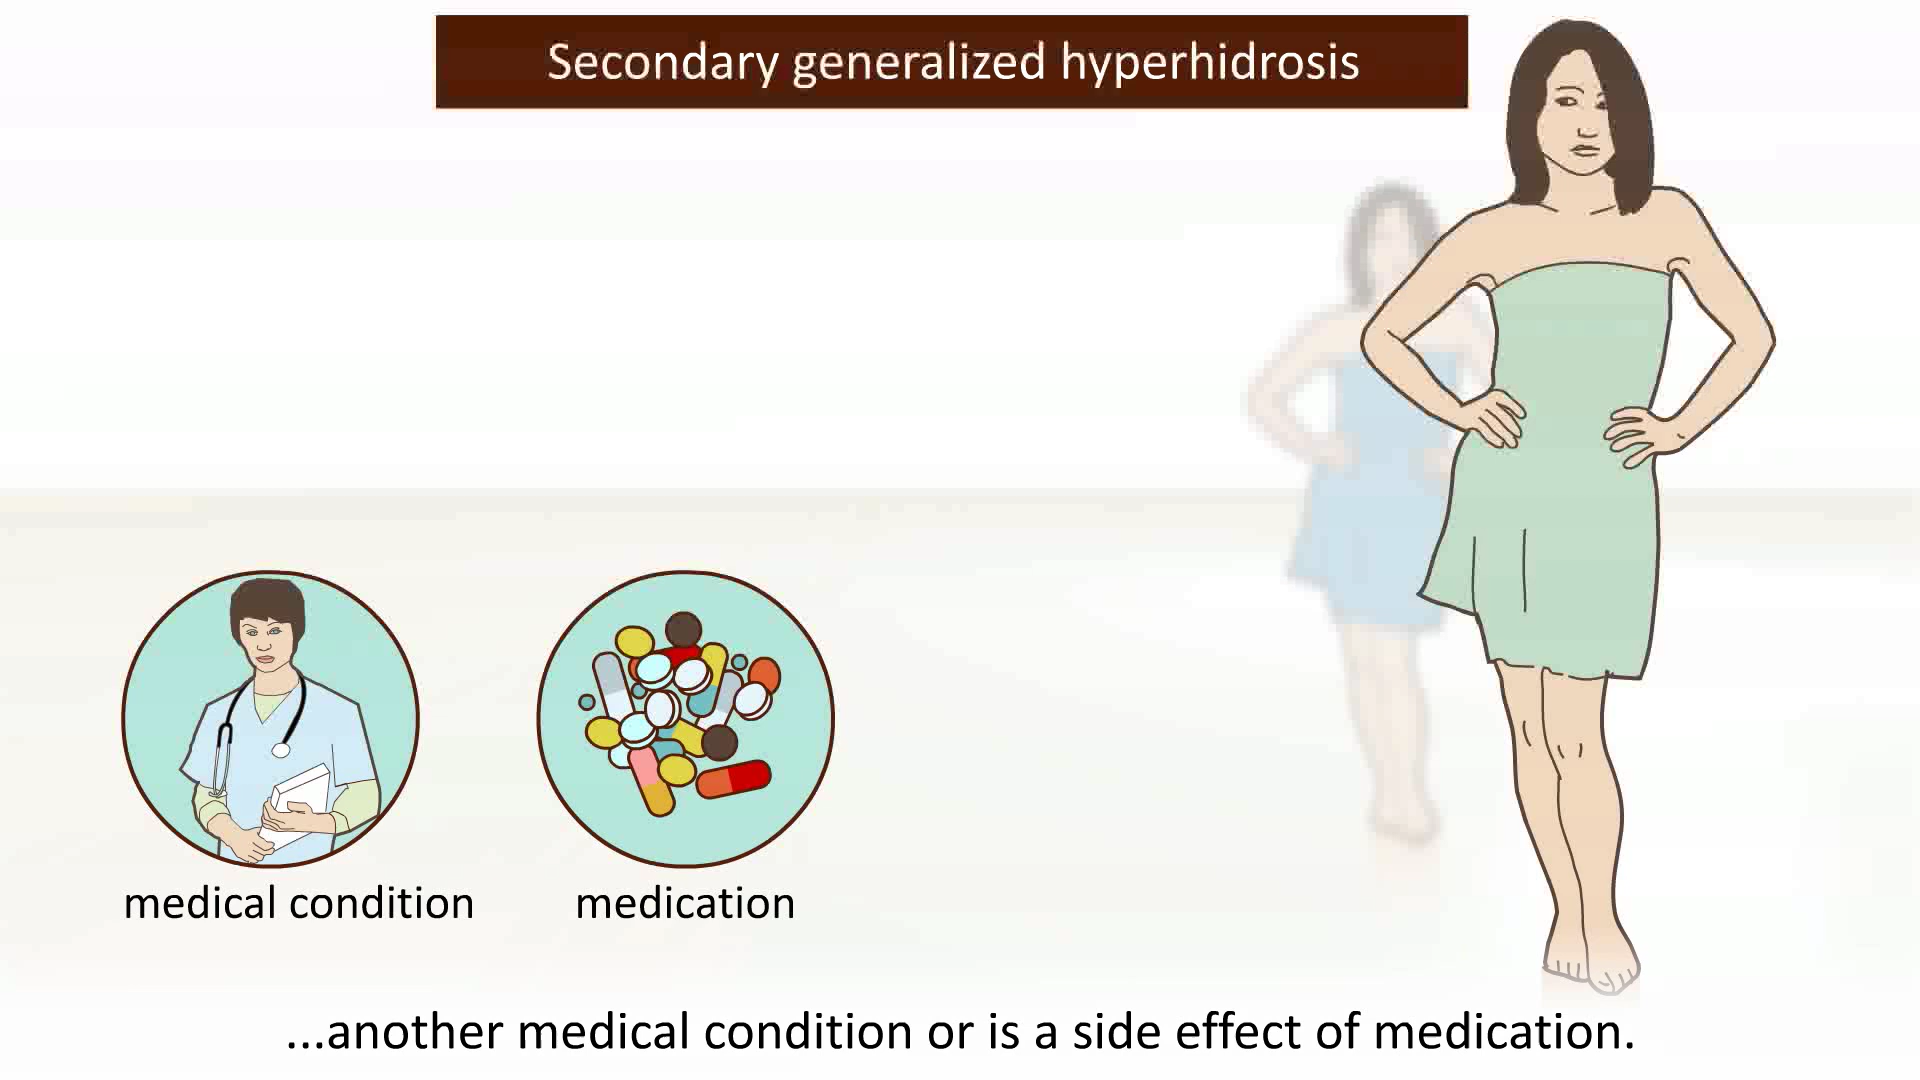 Secondary generalized hyperhidrosis
medical condition
medication
...another medical condition or is a side effect of medication.